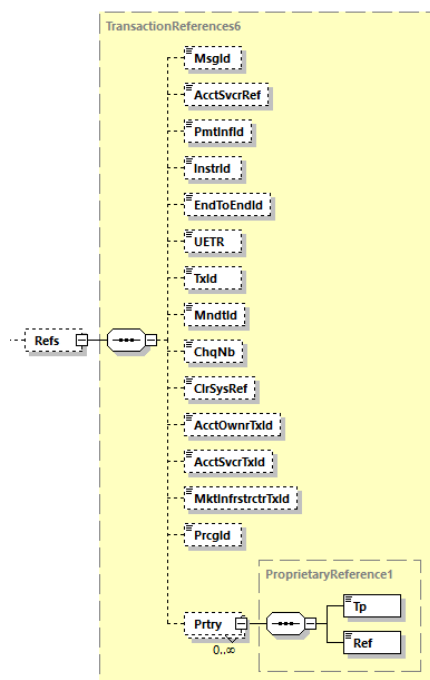 TransactionReferences6
MsgId
AcctSvcrRef
PmtInfId
InstrId
EndToEndId
UETR
TxId
MndtId
Refs
ChqNb
ClrSysRef
AcctOwnrTxId
AcctSvcrTxId
MktInfrstrctrTxId
PrcgId
ProprietaryReference1
Tp
Prtry
Ref
0..∞